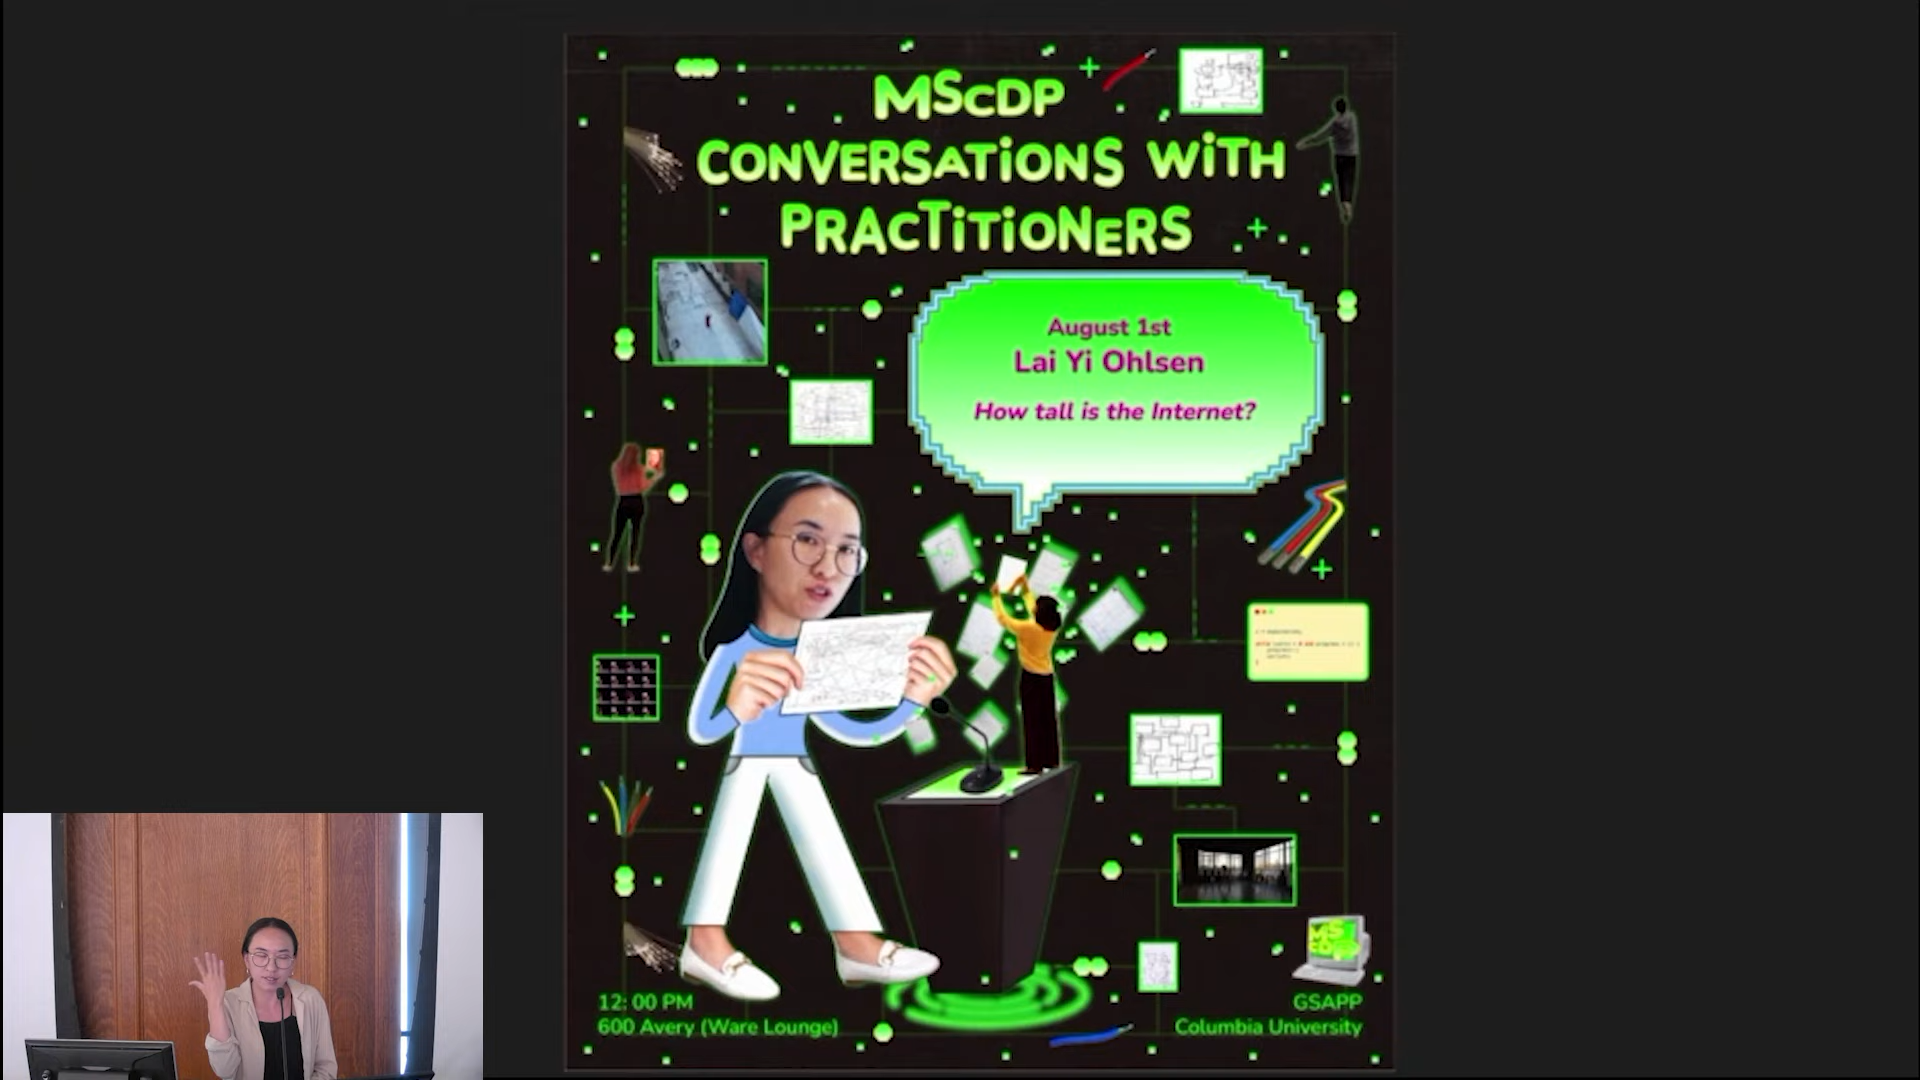 MScDP
CONVERSATiONS WiTH
PRACTiTiONERS
August 1st
Lai Yi Ohlsen
How tall is the Internet?
MS
12: 00 PM
600 Avery (Ware Lounge)
GSAPP
Columbia University